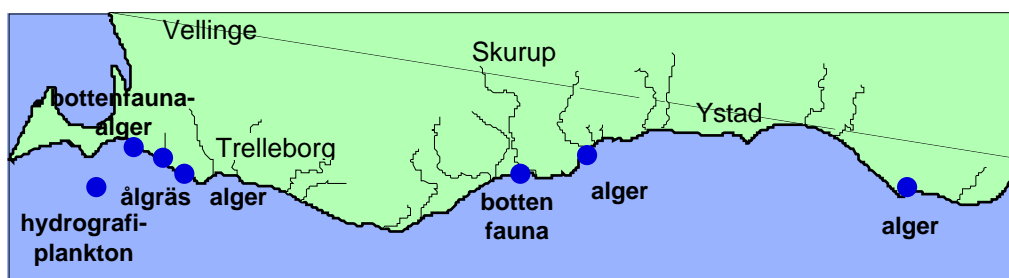 Vellinge
Skurup
bottenfauna-
alger
Ystad
Trelleborg
ålgräs
alger
alger
botten
fauna
hydrografi-
plankton
alger